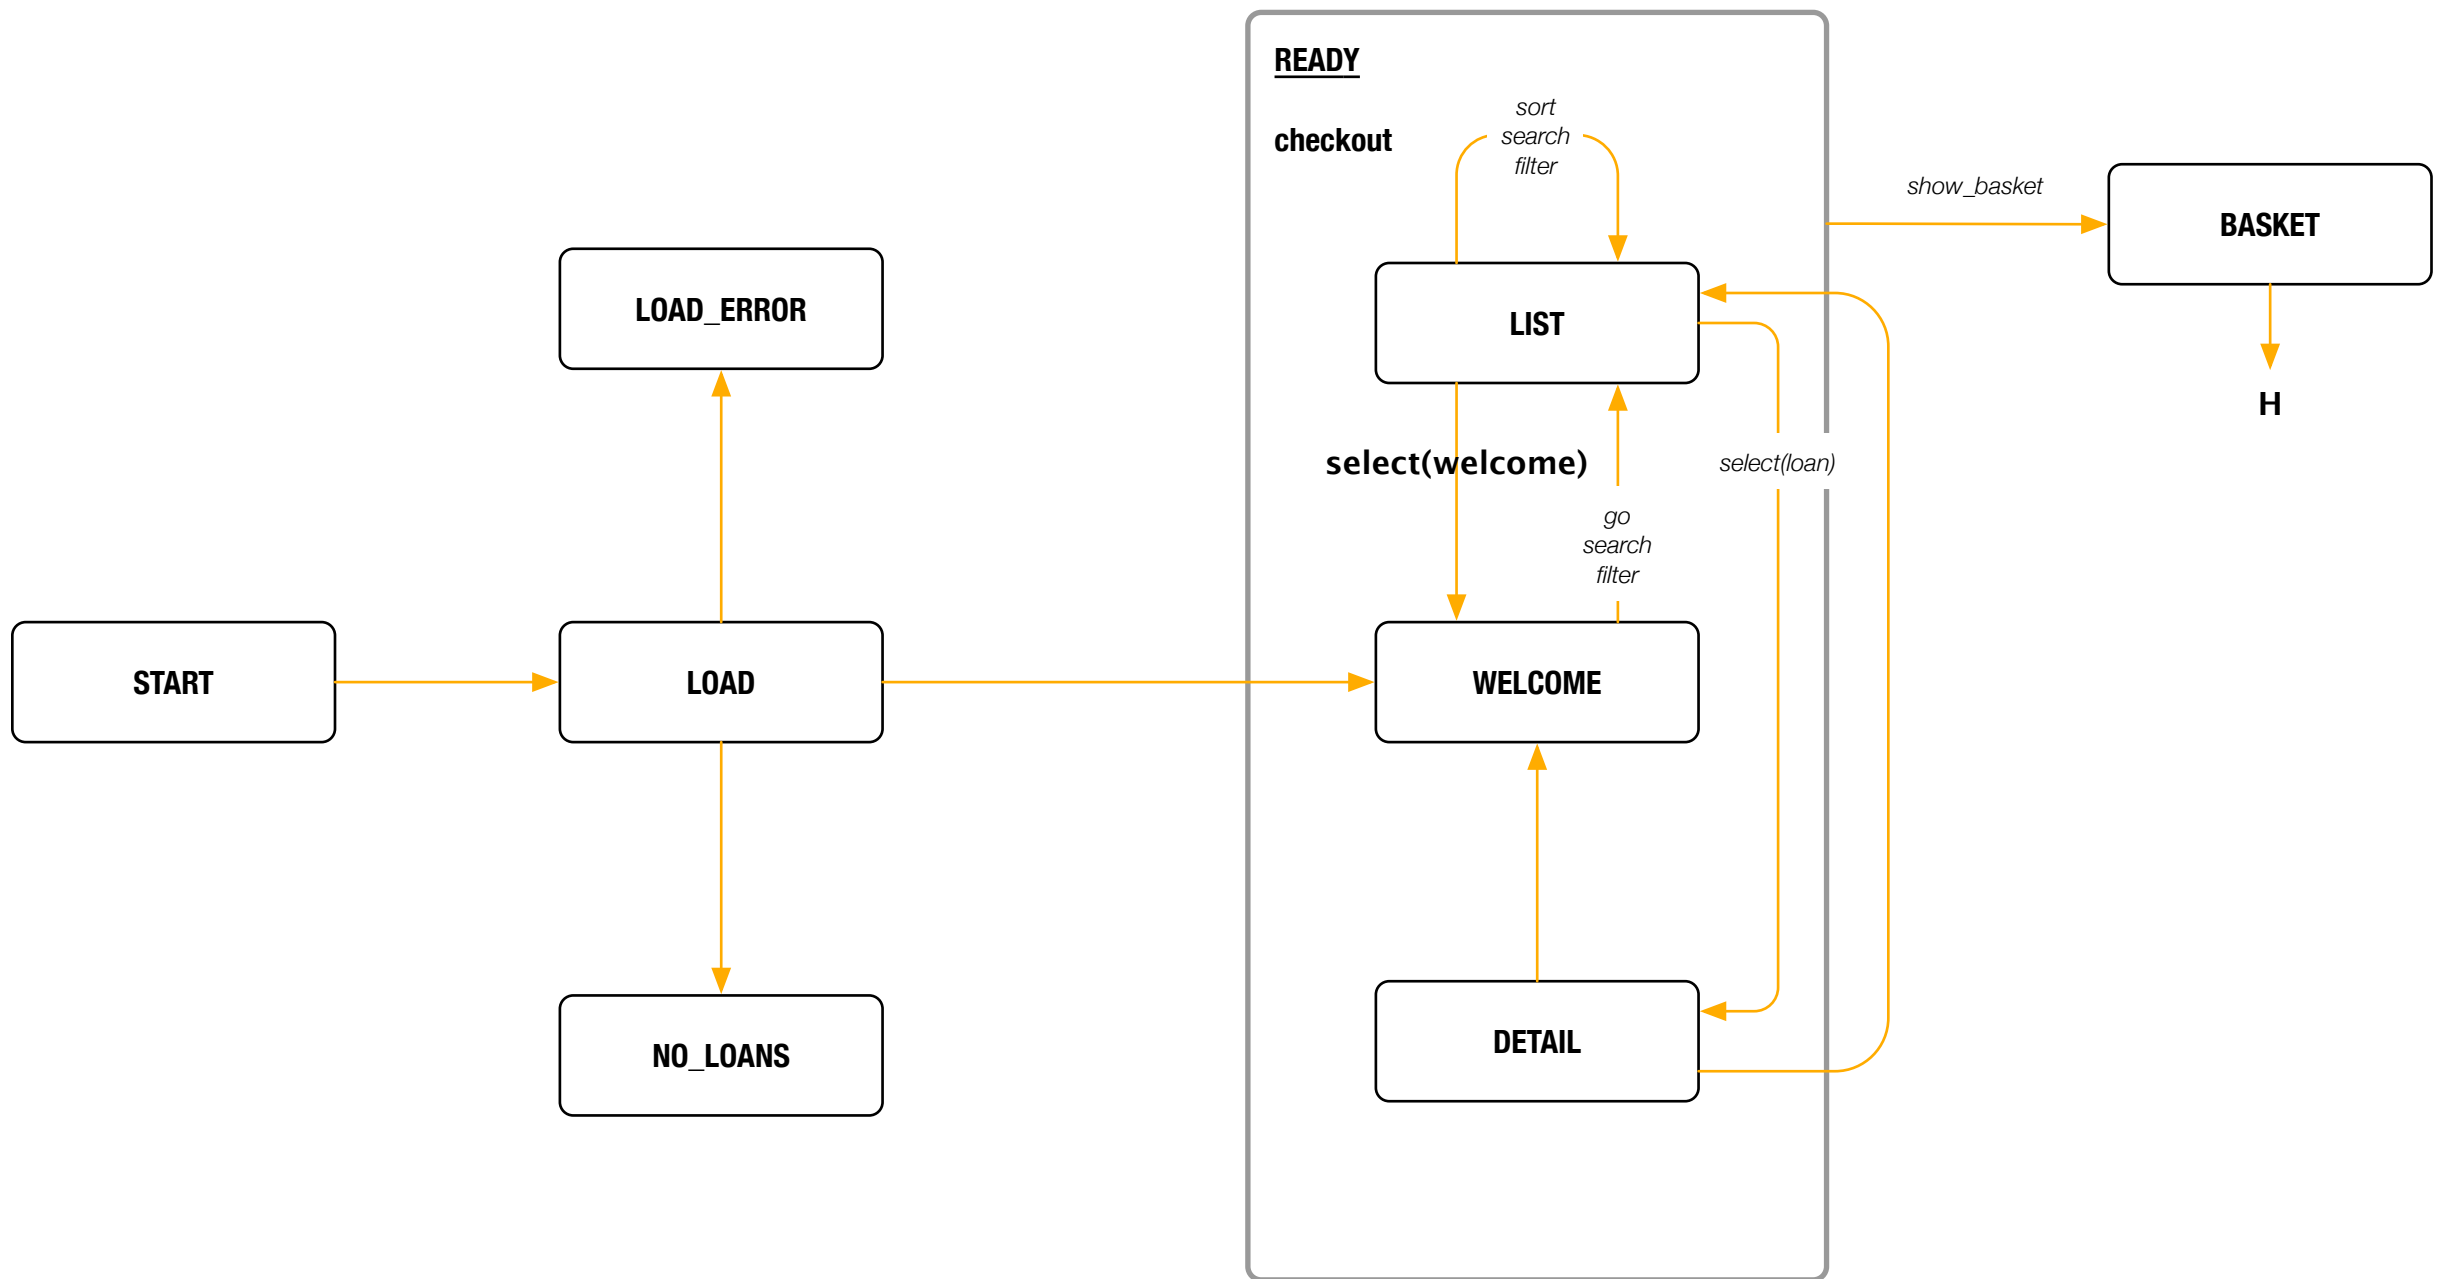 READY
checkout
sort
search
filter
show_basket
BASKET
LOAD_ERROR
LIST
H
select(welcome)
select(loan)
go
search
filter
START
LOAD
WELCOME
NO_LOANS
DETAIL